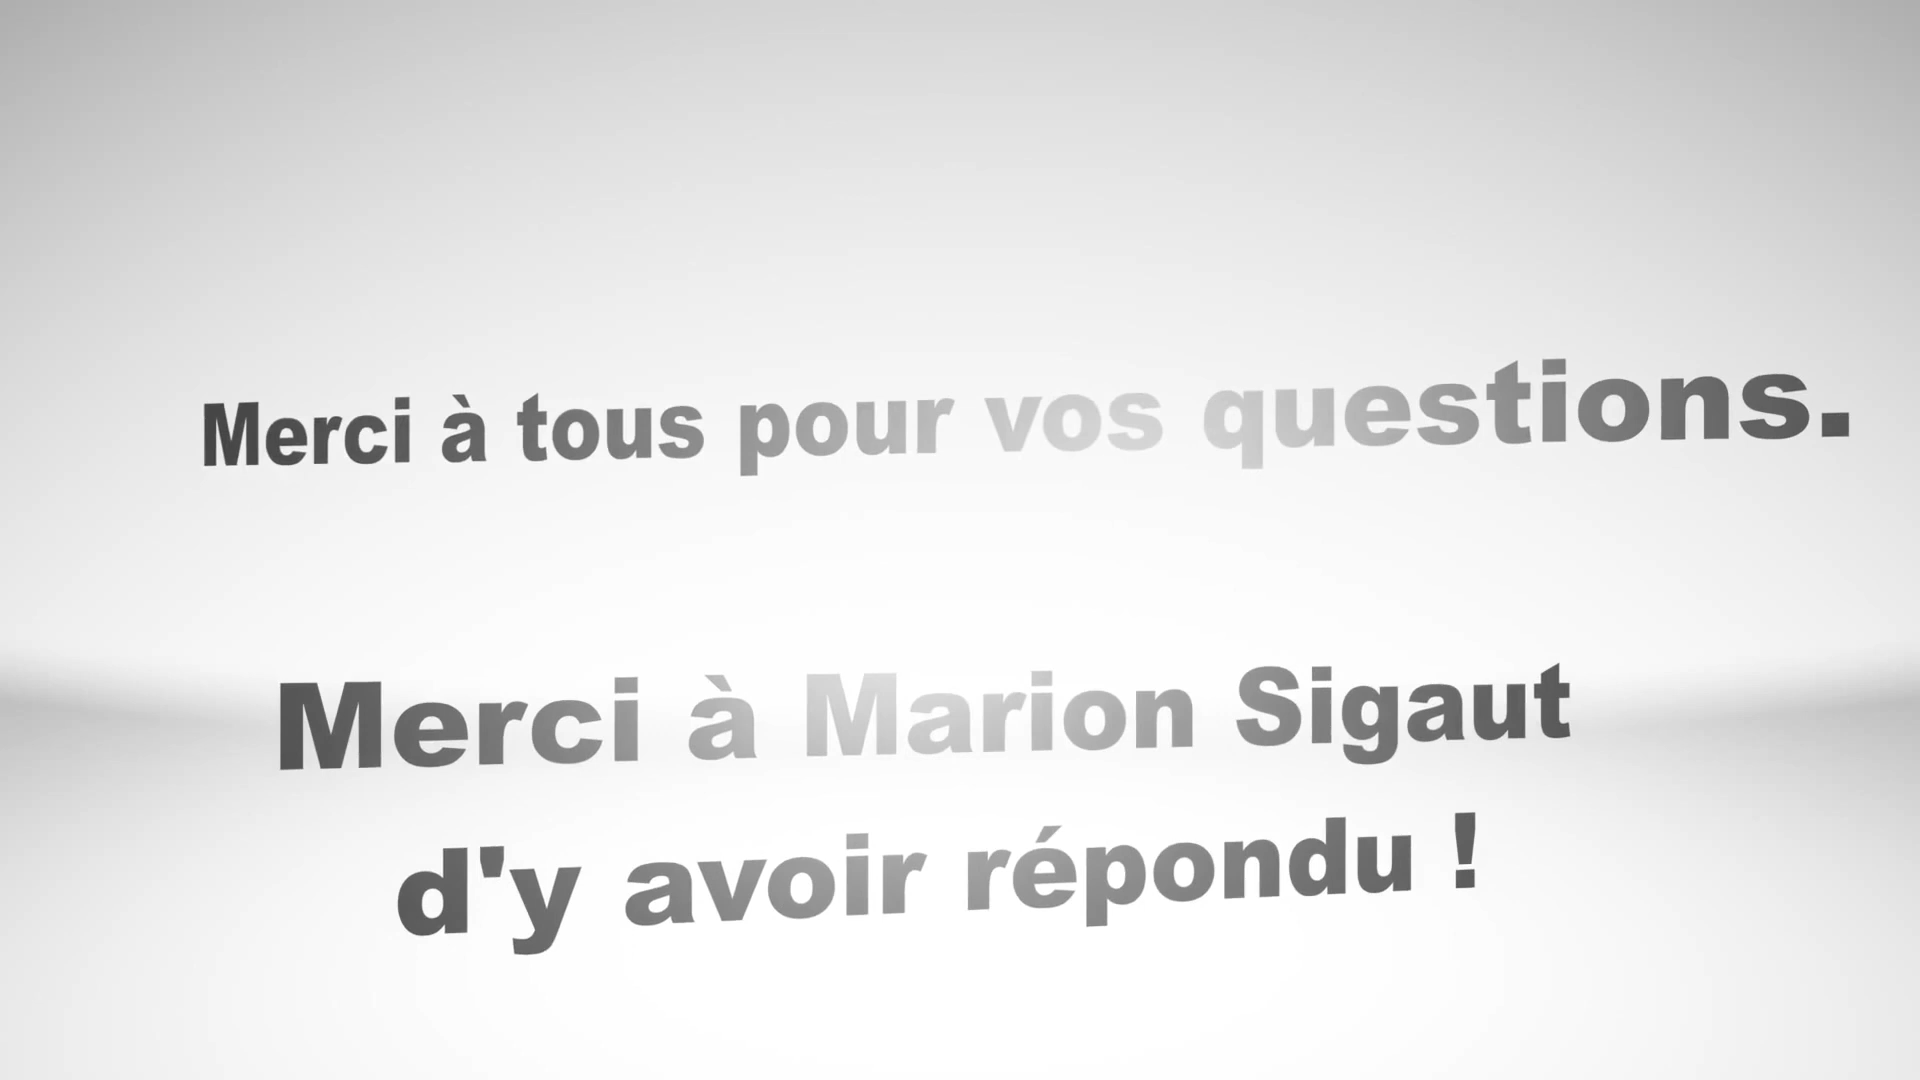 Merci à tous pour vos questions.
Merci à Marion Sigaut
d'y avoir répondu !